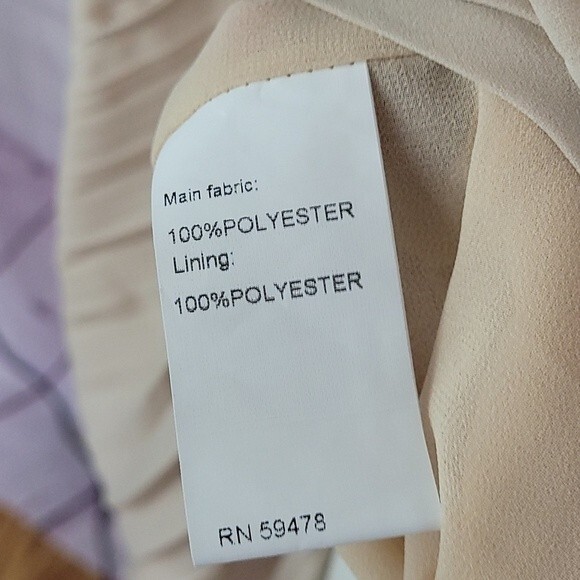 Main fabric:
100%POLYESTER
Lining:
100%POLYESTER
RN 59478